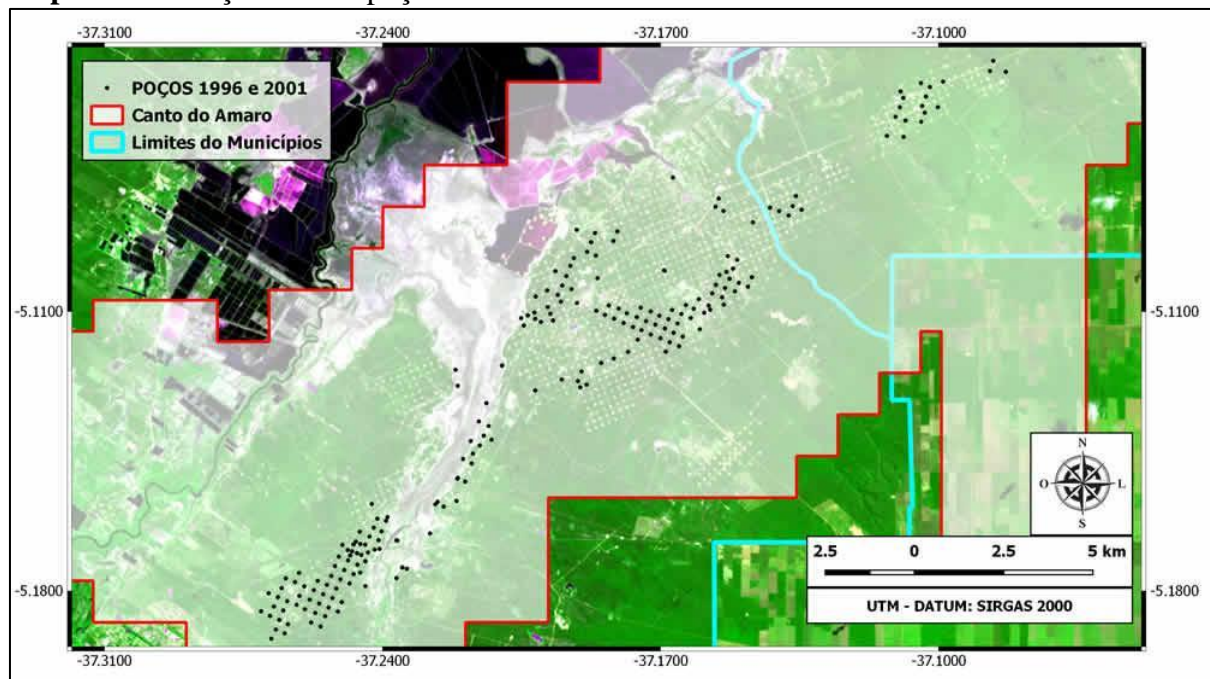 -37.3100 -37.2400 -37.1700 -37.1000
POÇOS 1996 e 2001
Canto do Amaro
Limites do Municípios
-5.1100 -5.1100
N
O L
S
2.5 0 2.5 5 km
-5.1800 -5.1800
UTM - DATUM: SIRGAS 2000
-37.3100 -37.2400 -37.1700 -37.1000